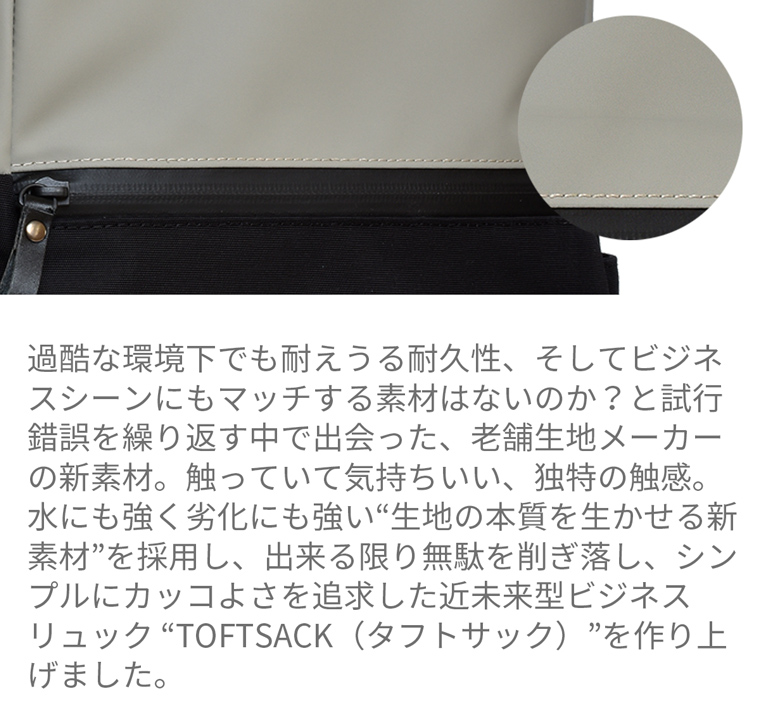 過酷な環境下でも耐えうる耐久性、そしてビジネ
スシーンにもマッチする素材はないのか？と試行
錯誤を繰り返す中で出会った、老舗生地メーカー
の新素材。触っていて気持ちいい、独特の触感。
水にも強く劣化にも強い“生地の本質を生かせる新
素材”を採用し、出来る限り無駄を削ぎ落し、シン
プルにカッコよさを追求した近未来型ビジネス
リュック “TOFTSACK（タフトサック）”を作り上
げました。